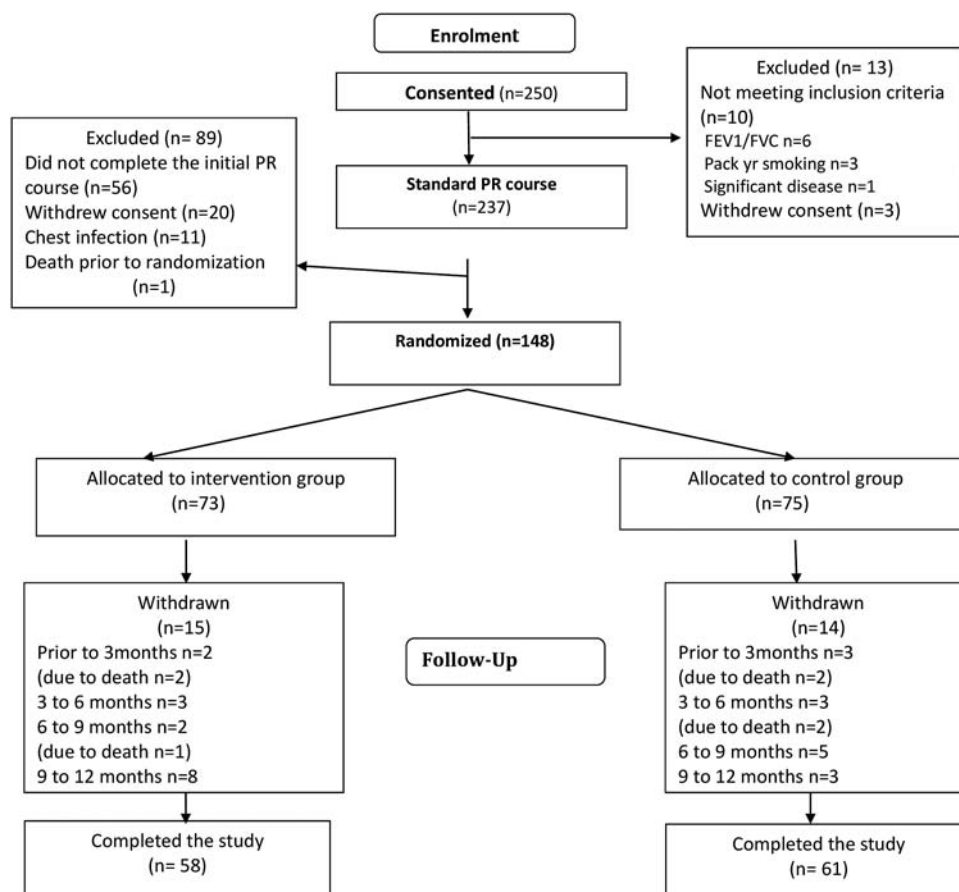 Enrolment
Consented (n=250)
Excluded (n= 13)
Not meeting inclusion criteria
(n=10)
FEV1/FVC n=6
Pack yr smoking n=3
Significant disease n=1
Withdrew consent (n=3)
Excluded (n= 89)
Did not complete the initial PR
course (n=56)
Withdrew consent (n=20)
Chest infection (n=11)
Death prior to randomization
(n=1)
Standard PR course
(n=237)
Randomized (n=148)
Allocated to intervention group
(n=73)
Allocated to control group
(n=75)
Withdrawn
(n=15)
Prior to 3months n=2
(due to death n=2)
3 to 6 months n=3
6 to 9 months n=2
(due to death n=1)
9 to 12 months n=8
Follow-Up
Withdrawn
(n=14)
Prior to 3months n=3
(due to death n=2)
3 to 6 months n=3
(due to death n=2)
6 to 9 months n=5
9 to 12 months n=3
Completed the study
(n= 58)
Completed the study
(n= 61)